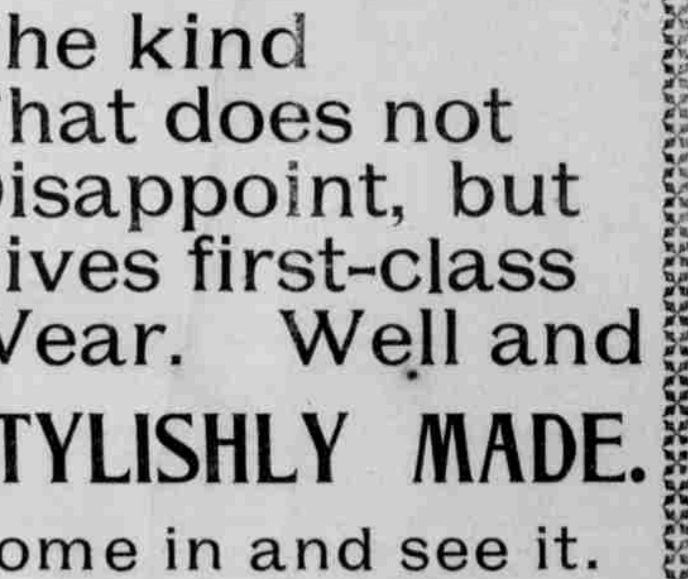 he kind
hat does not
isappoint, but
ives first-class
Wear. Well and
TYLISHLY MADE.
ome in and see it.